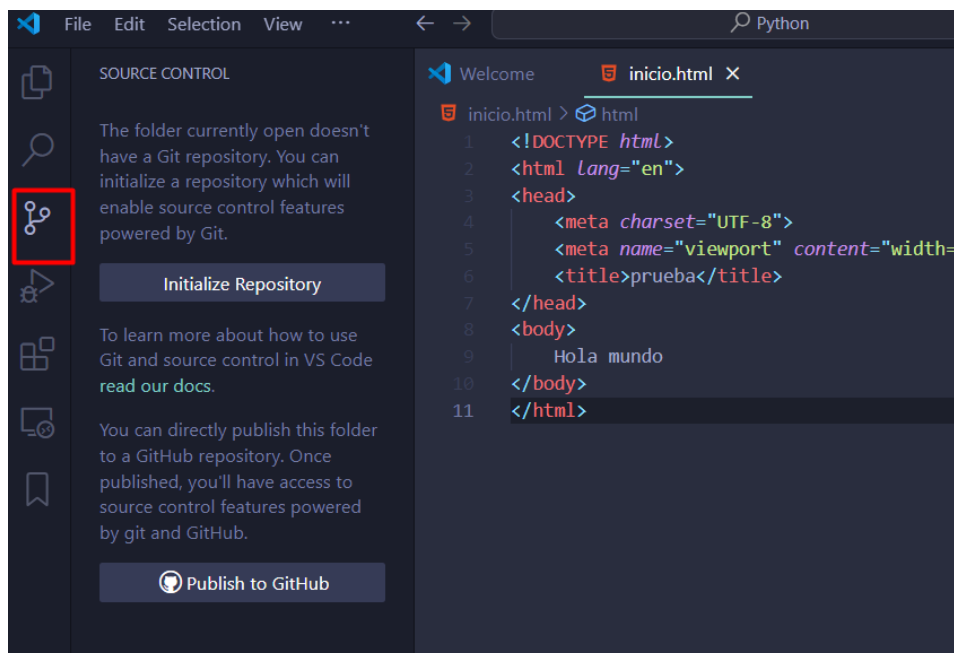 File Edit Selection View ···
Python
SOURCE CONTROL
The folder currently open doesn't
have a Git repository. You can
initialize a repository which will
enable source control features
powered by Git.
Initialize Repository
To learn more about how to use
Git and source control in VS Code
read our docs.
You can directly publish this folder
to a GitHub repository. Once
published, you'll have access to
source control features powered
by git and GitHub.
Publish to GitHub
Welcome
inicio.html
inicio.html > html
1 <!DOCTYPE html>
2 <html lang="en">
3 <head>
4 <meta charset="UTF-8">
5 <meta name="viewport" content="width=
6 <title>prueba</title>
7 </head>
8 <body>
9 Hola mundo
10 </body>
11 </html>